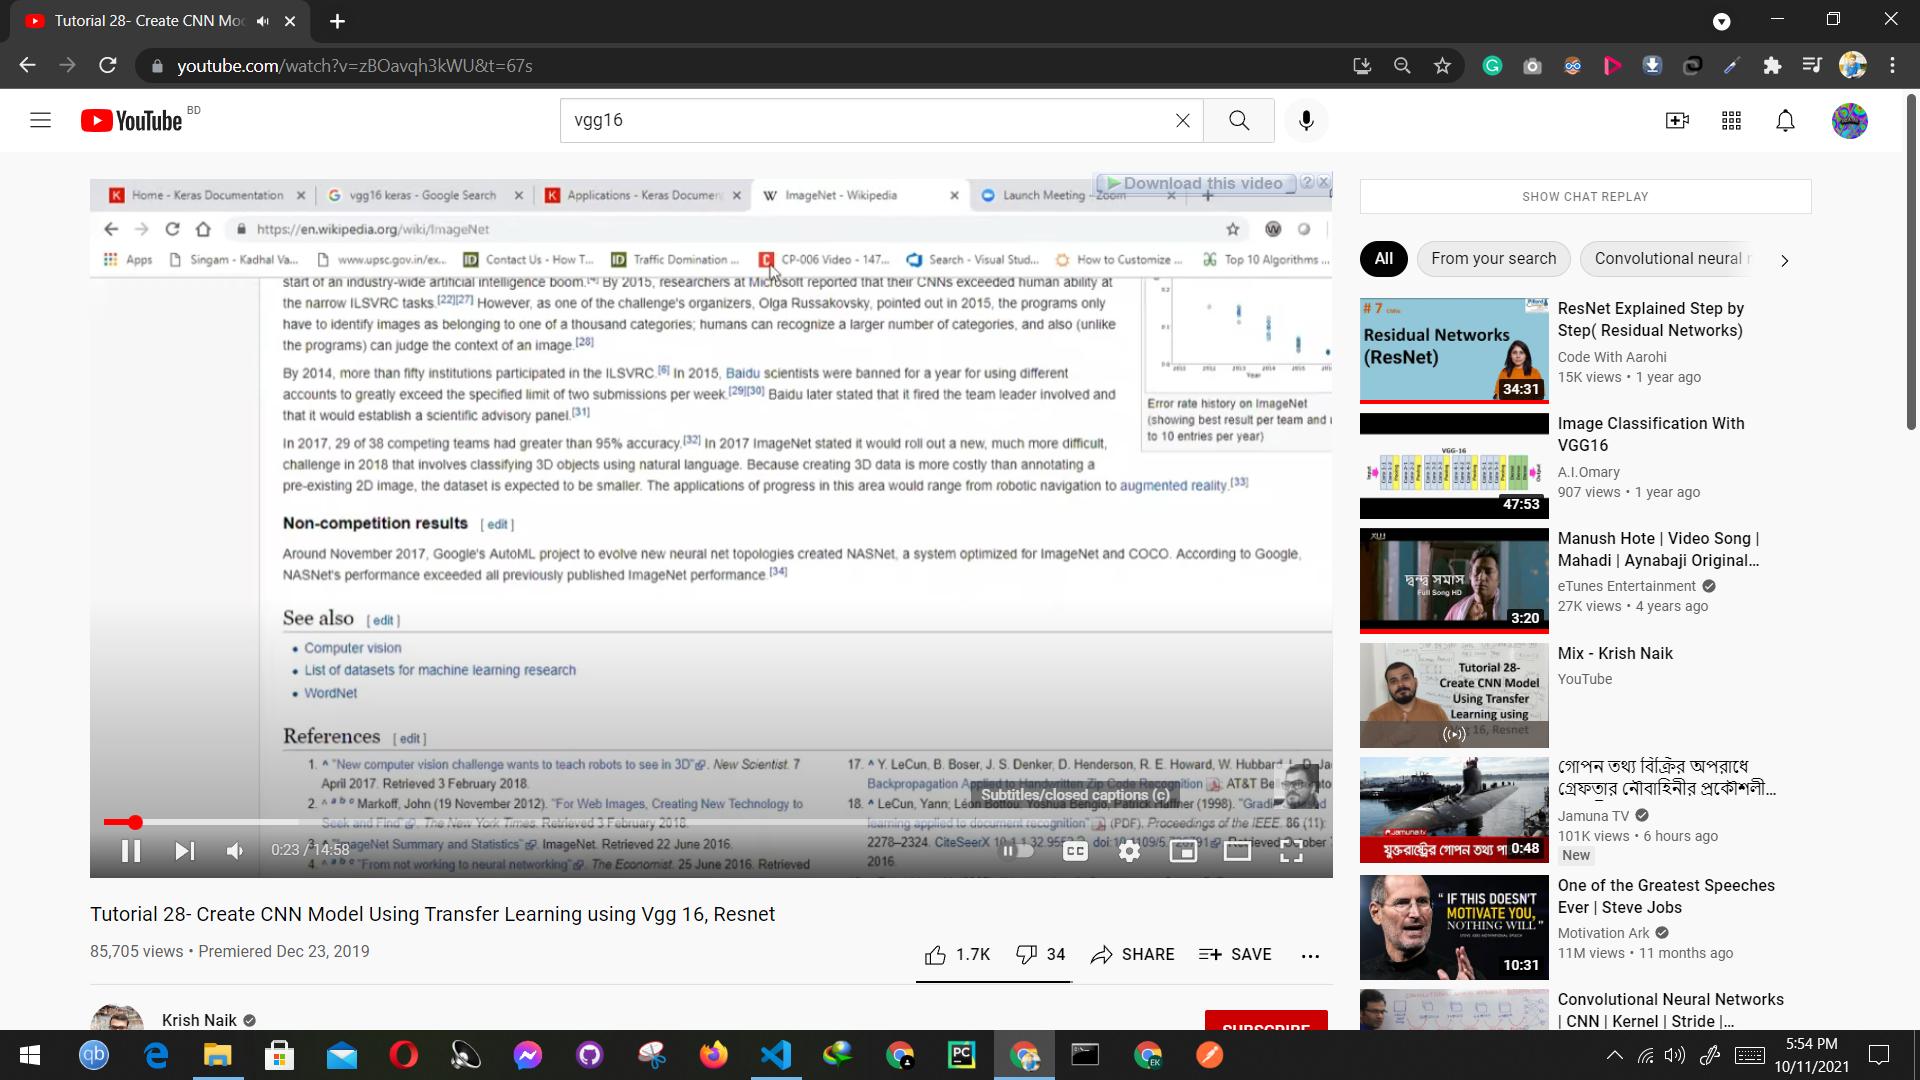 Tutorial 28- Create CNN Mo
youtube.com/watch?v=zBOavqh3kWU&t=67s
YouTube BD
vgg16
Home - Keras Documentation
vgg16 keras - Google Search
Applications - Keras Documen
ImageNet - Wikipedia
Launch Meeting - Zoom
Download this video
https://en.wikipedia.org/wiki/ImageNet
Apps
Singam - Kadhal Va...
www.upsc.gov.in/ex...
Contact Us - How T...
Traffic Domination ...
CP-006 Video - 147...
Search - Visual Stud...
How to Customize ...
Top 10 Algorithms ...
start of an industry-wide artificial intelligence boom. By 2015, researchers at Microsoft reported that their CNNs exceeded human ability at
the narrow ILSVRC tasks.[22][27] However, as one of the challenge's organizers, Olga Russakovsky, pointed out in 2015, the programs only
have to identify images as belonging to one of a thousand categories; humans can recognize a larger number of categories, and also (unlike
the programs) can judge the context of an image.[28]
By 2014, more than fifty institutions participated in the ILSVRC.[6] In 2015, Baidu scientists were banned for a year for using different
accounts to greatly exceed the specified limit of two submissions per week.[29][30] Baidu later stated that it fired the team leader involved and
that it would establish a scientific advisory panel.[31]
In 2017, 29 of 38 competing teams had greater than 95% accuracy.[32] In 2017 ImageNet stated it would roll out a new, much more difficult,
challenge in 2018 that involves classifying 3D objects using natural language. Because creating 3D data is more costly than annotating a
pre-existing 2D image, the dataset is expected to be smaller. The applications of progress in this area would range from robotic navigation to augmented reality.[33]
Year
Error rate history on ImageNet
(showing best result per team and
to 10 entries per year)
Non-competition results [ edit ]
Around November 2017, Google's AutoML project to evolve new neural net topologies created NASNet, a system optimized for ImageNet and COCO. According to Google,
NASNet's performance exceeded all previously published ImageNet performance.[34]
See also [ edit ]
Computer vision
List of datasets for machine learning research
WordNet
References [ edit ]
1. ^ "New computer vision challenge wants to teach robots to see in 3D". New Scientist. 7
April 2017. Retrieved 3 February 2018.
2. ^ a b c Markoff, John (19 November 2012). "For Web Images, Creating New Technology to
Seek and Find". The New York Times. Retrieved 3 February 2018.
3. ^ "ImageNet Summary and Statistics". ImageNet. Retrieved 22 June 2016.
4. ^ a b c "From not working to neural networking". The Economist. 25 June 2016. Retrieved
17. ^ Y. LeCun, B. Boser, J. S. Denker, D. Henderson, R. E. Howard, W. Hubbard, L. D. Ja
Backpropagation Applied to Handwritten Zip Code Recognition AT&T Be
18. ^ LeCun, Yann; Léon Bottou; Yoshua Bengio; Patrick Haffner (1998).
learning applied to document recognition" (PDF). Proceedings of the IEEE. 86 (11):
2278–2324. CiteSeerX
2016.
Subtitles/closed captions (c)
0:23 / 14:58
CC
Tutorial 28- Create CNN Model Using Transfer Learning using Vgg 16, Resnet
85,705 views • Premiered Dec 23, 2019
1.7K
34
SHARE
SAVE
Krish Naik
SUBSCRIBE
SHOW CHAT REPLAY
All
From your search
Convolutional neural
# 7
Residual Networks
(ResNet)
34:31
ResNet Explained Step by
Step( Residual Networks)
Code With Aarohi
15K views • 1 year ago
VGG-16
47:53
Image Classification With
VGG16
A.I.Omary
907 views • 1 year ago
দ্বন্দ্ব সমাস
Full Song HD
3:20
Manush Hote | Video Song |
Mahadi | Aynabaji Original...
eTunes Entertainment
27K views • 4 years ago
Tutorial 28-
Create CNN Model
Using Transfer
Learning using
16, Resnet
Mix - Krish Naik
YouTube
Jamuna TV
যুক্তরাষ্ট্রের গোপন তথ্য পা
0:48
গোপন তথ্য বিক্রির অপরাধে
গ্রেফতার নৌবাহিনীর প্রকৌশলী...
Jamuna TV
101K views • 6 hours ago
New
" IF THIS DOESN'T
MOTIVATE YOU,
NOTHING WILL "
10:31
One of the Greatest Speeches
Ever | Steve Jobs
Motivation Ark
11M views • 11 months ago
Convolutional Neural Networks
| CNN | Kernel | Stride |...
qb
PC
EK
5:54 PM
10/11/2021